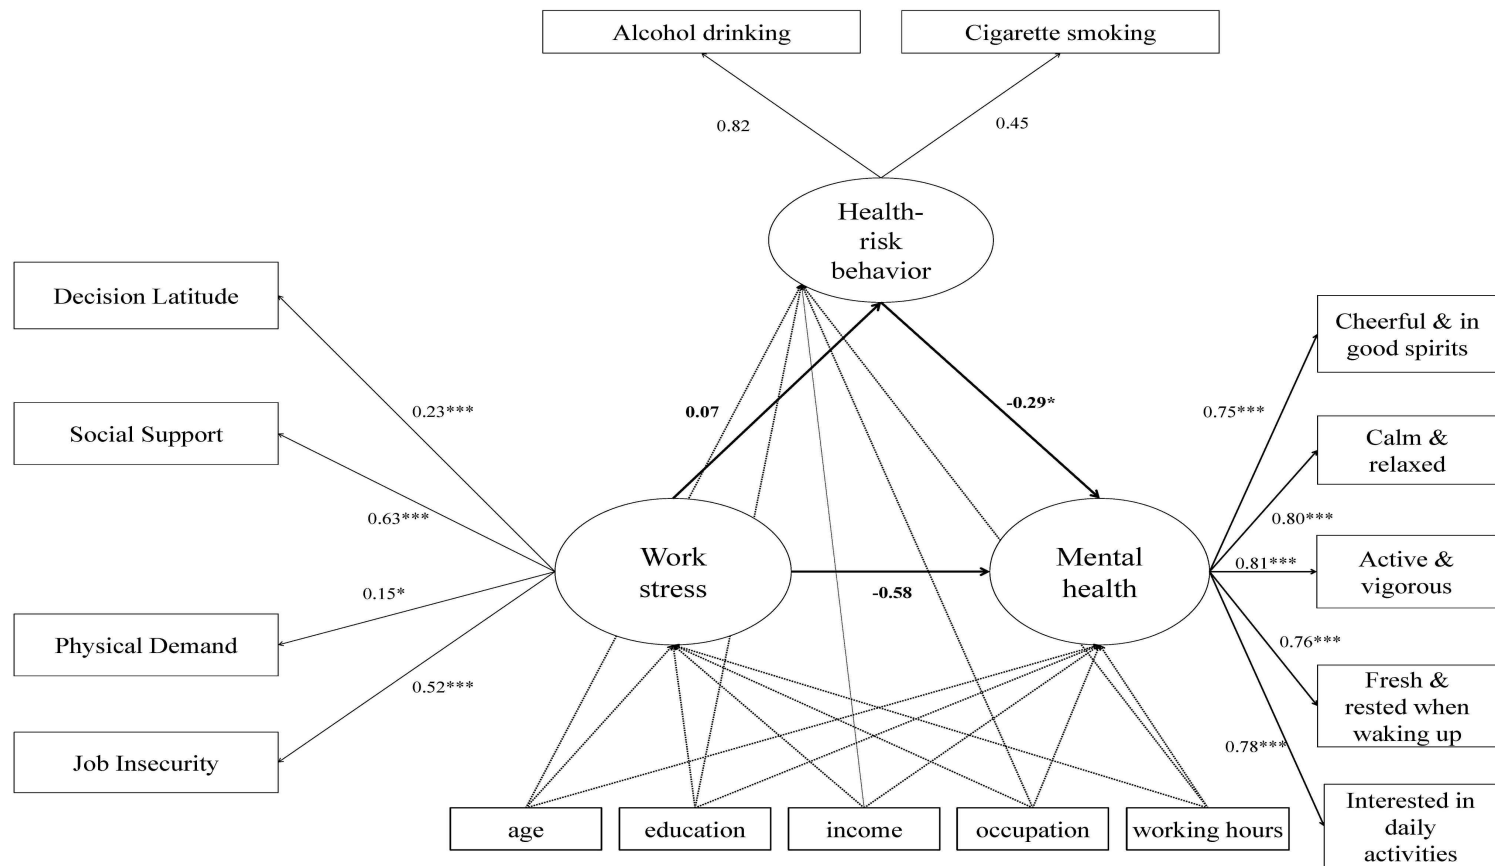 Alcohol drinking
Cigarette smoking
0.82
0.45
Health-
risk
behavior
Decision Latitude
Cheerful & in
good spirits
0.23***
0.07
-0.29*
0.75***
Social Support
Calm &
relaxed
0.63***
0.80***
Work
stress
Mental
health
-0.58
0.81***
Active &
vigorous
0.15*
Physical Demand
0.76***
Fresh &
rested when
waking up
0.52***
0.78***
Job Insecurity
age
education
income
occupation
working hours
Interested in
daily
activities